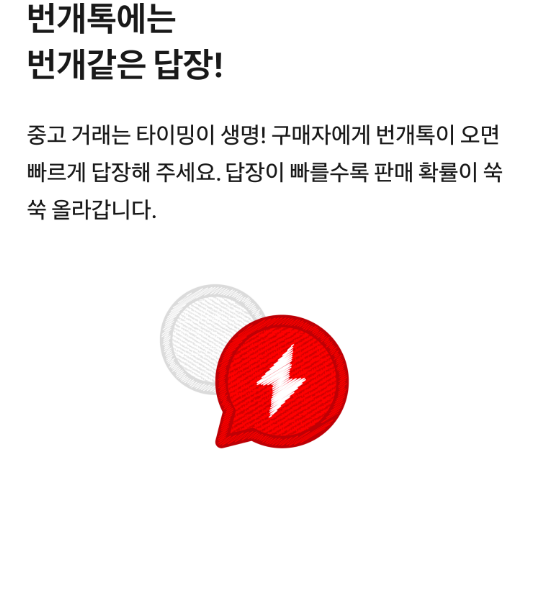 번개톡에는
번개같은 답장!
중고 거래는 타이밍이 생명! 구매자에게 번개톡이 오면
빠르게 답장해 주세요. 답장이 빠를수록 판매 확률이 쑥
쑥 올라갑니다.